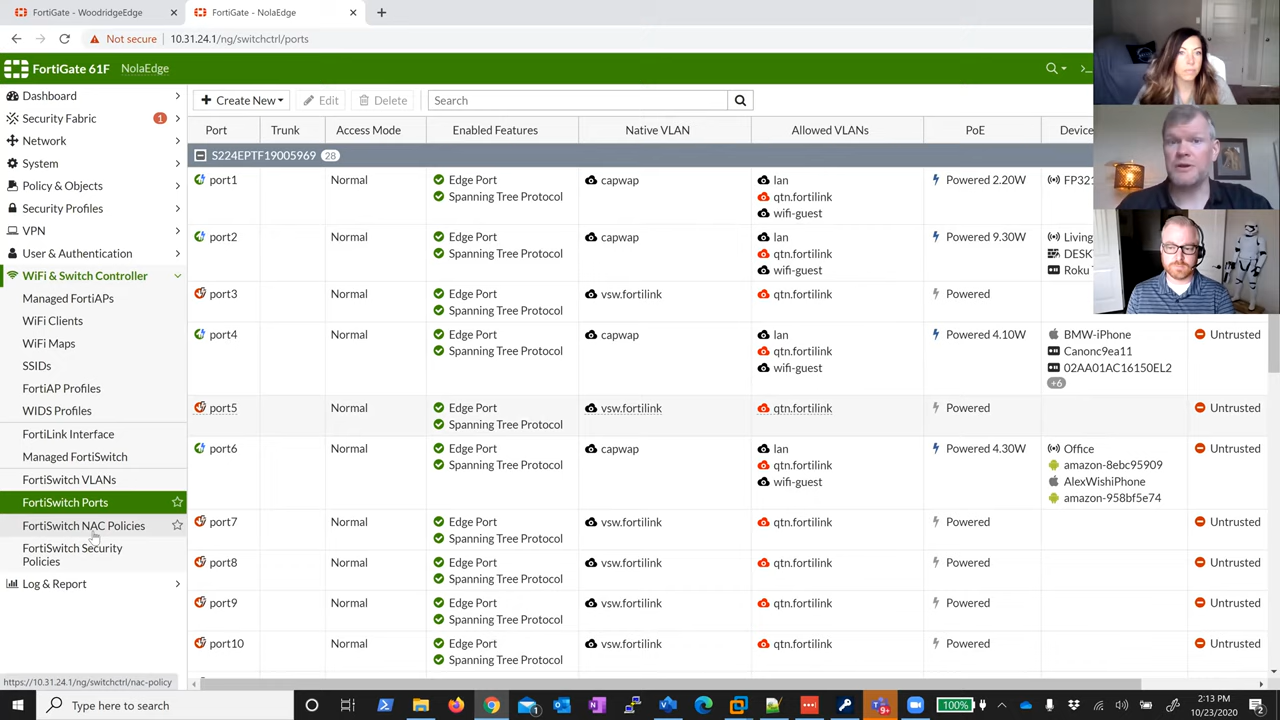 FortiGate - WoodridgeEdge
FortiGate - NolaEdge
Not secure 10.31.24.1/ng/switchctrl/ports
FortiGate 61F NolaEdge
Dashboard
Security Fabric 1
Network
System
Policy & Objects
Security Profiles
VPN
User & Authentication
WiFi & Switch Controller
Managed FortiAPs
WiFi Clients
WiFi Maps
SSIDs
FortiAP Profiles
WIDS Profiles
FortiLink Interface
Managed FortiSwitch
FortiSwitch VLANs
FortiSwitch Ports
FortiSwitch NAC Policies
FortiSwitch Security
Policies
Log & Report
Create New Edit Delete Search
Port Trunk Access Mode Enabled Features Native VLAN Allowed VLANs PoE Device
S224EPTF19005969 28
port1 Normal Edge Port capwap lan Powered 2.20W FP321
Spanning Tree Protocol qtn.fortilink
wifi-guest
port2 Normal Edge Port capwap lan Powered 9.30W Living
Spanning Tree Protocol qtn.fortilink DESK
wifi-guest Roku
port3 Normal Edge Port vsw.fortilink qtn.fortilink Powered
Spanning Tree Protocol
port4 Normal Edge Port capwap lan Powered 4.10W BMW-iPhone Untrusted
Spanning Tree Protocol qtn.fortilink Canonc9ea11
wifi-guest 02AA01AC16150EL2
+6
port5 Normal Edge Port vsw.fortilink qtn.fortilink Powered Untrusted
Spanning Tree Protocol
port6 Normal Edge Port capwap lan Powered 4.30W Office Untrusted
Spanning Tree Protocol qtn.fortilink amazon-8ebc95909
wifi-guest AlexWishiPhone
amazon-958bf5e74
port7 Normal Edge Port vsw.fortilink qtn.fortilink Powered Untrusted
Spanning Tree Protocol
port8 Normal Edge Port vsw.fortilink qtn.fortilink Powered Untrusted
Spanning Tree Protocol
port9 Normal Edge Port vsw.fortilink qtn.fortilink Powered Untrusted
Spanning Tree Protocol
port10 Normal Edge Port vsw.fortilink qtn.fortilink Powered Untrusted
Spanning Tree Protocol
https://10.31.24.1/ng/switchctrl/nac-policy
Type here to search
100%
9+
2:13 PM
10/23/2020